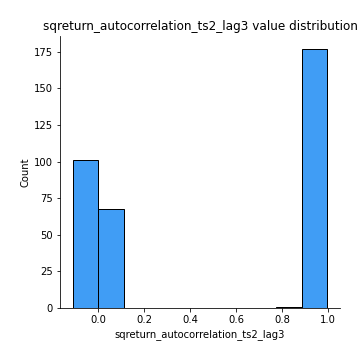 sqreturn_autocorrelation_ts2_lag3 value distribution
175
150
125
100
75
50
25
0
Count
0.0 0.2 0.4 0.6 0.8 1.0
sqreturn_autocorrelation_ts2_lag3